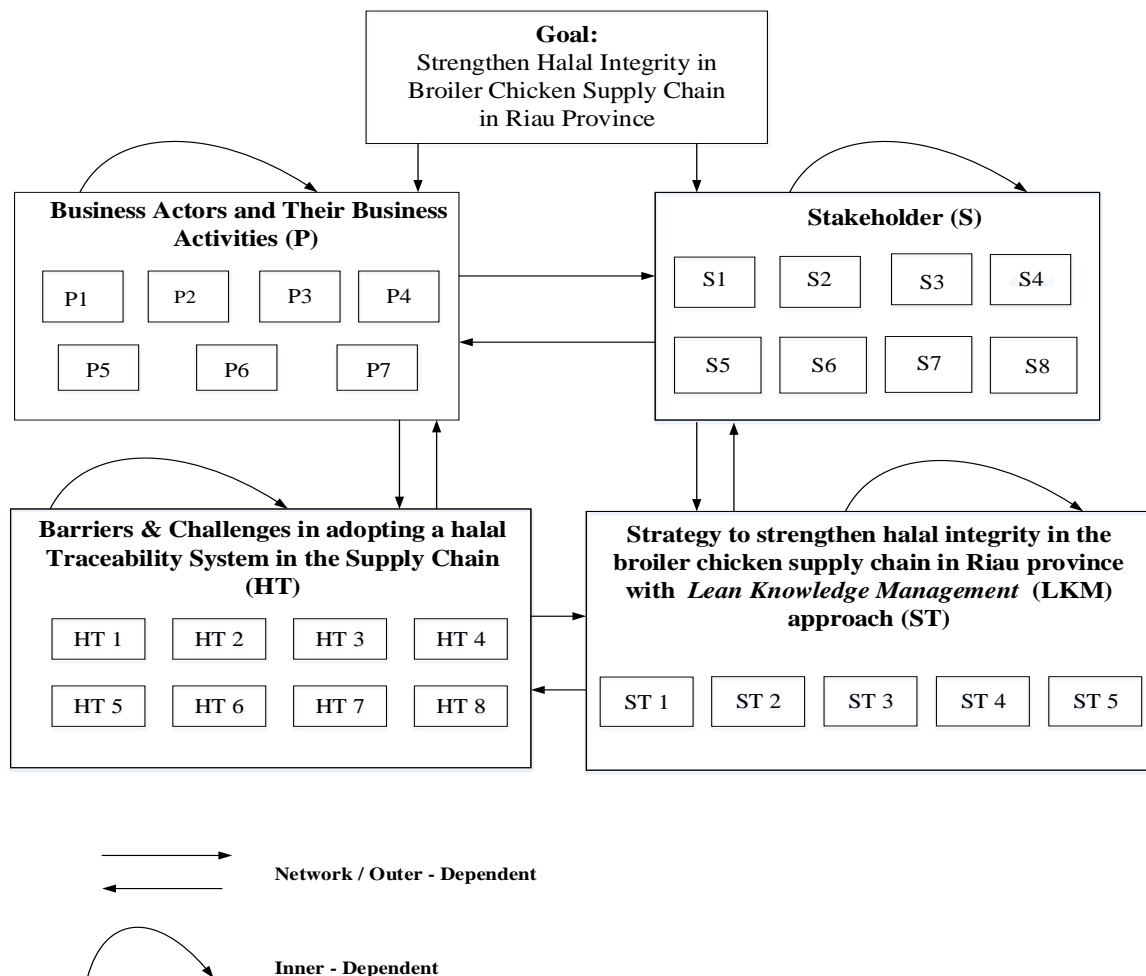 Goal:
Strengthen Halal Integrity in
Broiler Chicken Supply Chain
in Riau Province
Business Actors and Their Business
Activities (P)
P1 P2 P3 P4
P5 P6 P7
Stakeholder (S)
S1 S2 S3 S4
S5 S6 S7 S8
Barriers & Challenges in adopting a halal
Traceability System in the Supply Chain
(HT)
HT 1 HT 2 HT 3 HT 4
HT 5 HT 6 HT 7 HT 8
Strategy to strengthen halal integrity in the
broiler chicken supply chain in Riau province
with Lean Knowledge Management (LKM)
approach (ST)
ST 1 ST 2 ST 3 ST 4 ST 5
Network / Outer - Dependent
Inner - Dependent